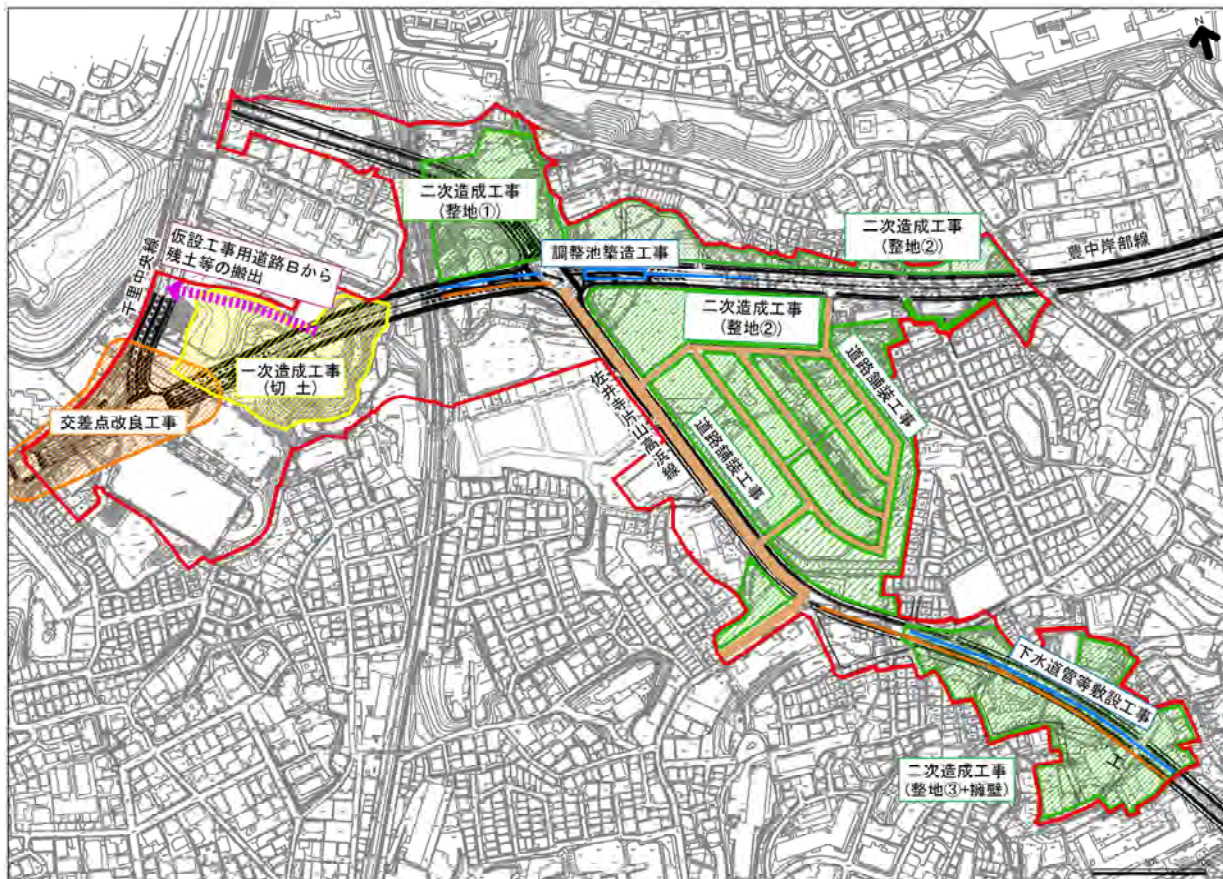 N
二次造成工事
(整地①)
仮設工事用道路Bから
残土等の搬出
千里中央線
調整池築造工事
二次造成工事
(整地②)
豊中岸部線
二次造成工事
(整地②)
一次造成工事
(切 土)
交差点改良工事
道路舗装工事
佐井寺片山高浜線
道路舗装工事
下水道管等敷設工事
二次造成工事
(整地③+擁壁)